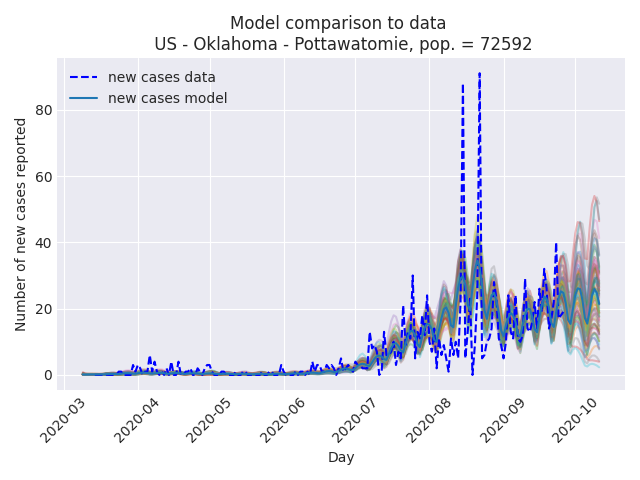 Model comparison to data
US - Oklahoma - Pottawatomie, pop. = 72592
new cases data
new cases model
Number of new cases reported
80
60
40
20
0
2020-03
2020-04
2020-05
2020-06
2020-07
2020-08
2020-09
2020-10
Day